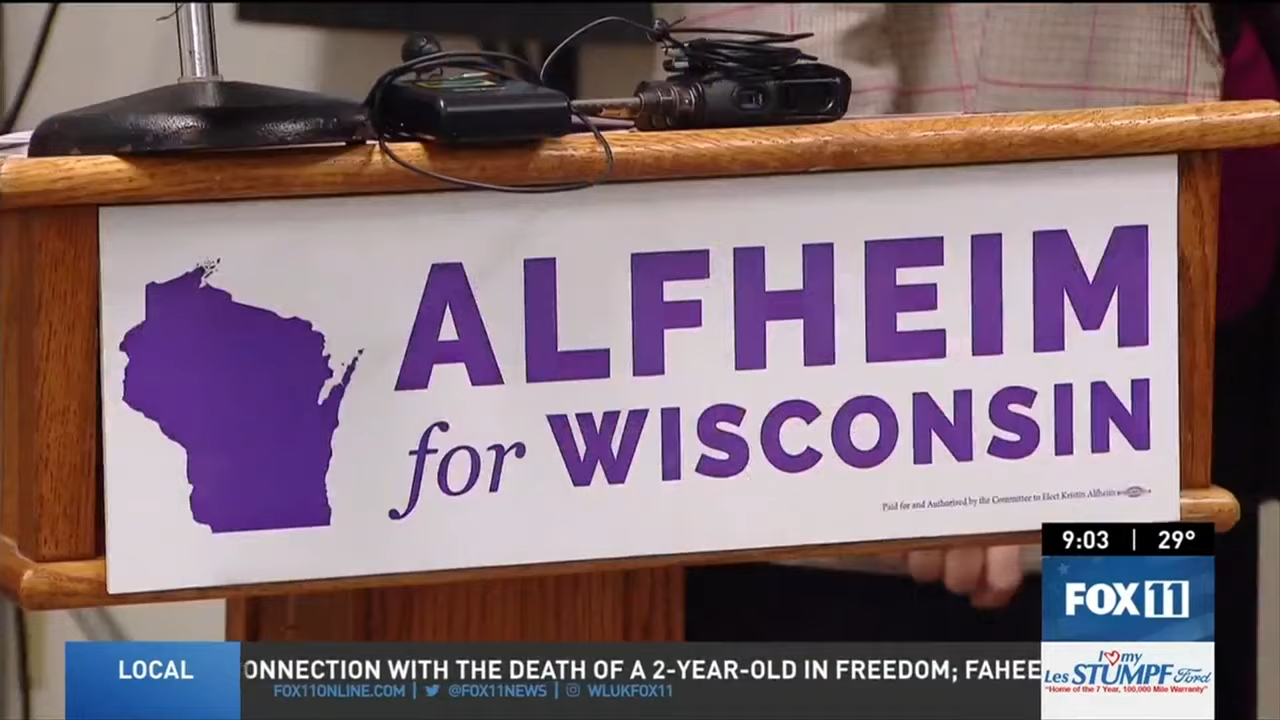 ALFHEIM
for WISCONSIN
Paid for and Authorized by the Committee to Elect Kristin Alfheim
9:03 | 29°
FOX 11
LOCAL
ONNECTION WITH THE DEATH OF A 2-YEAR-OLD IN FREEDOM; FAHEE
FOX11ONLINE.COM | @FOX11NEWS | WLUKFOX11
I my
Les STUMPF Ford
"Home of the 7 Year, 100,000 Mile Warranty"